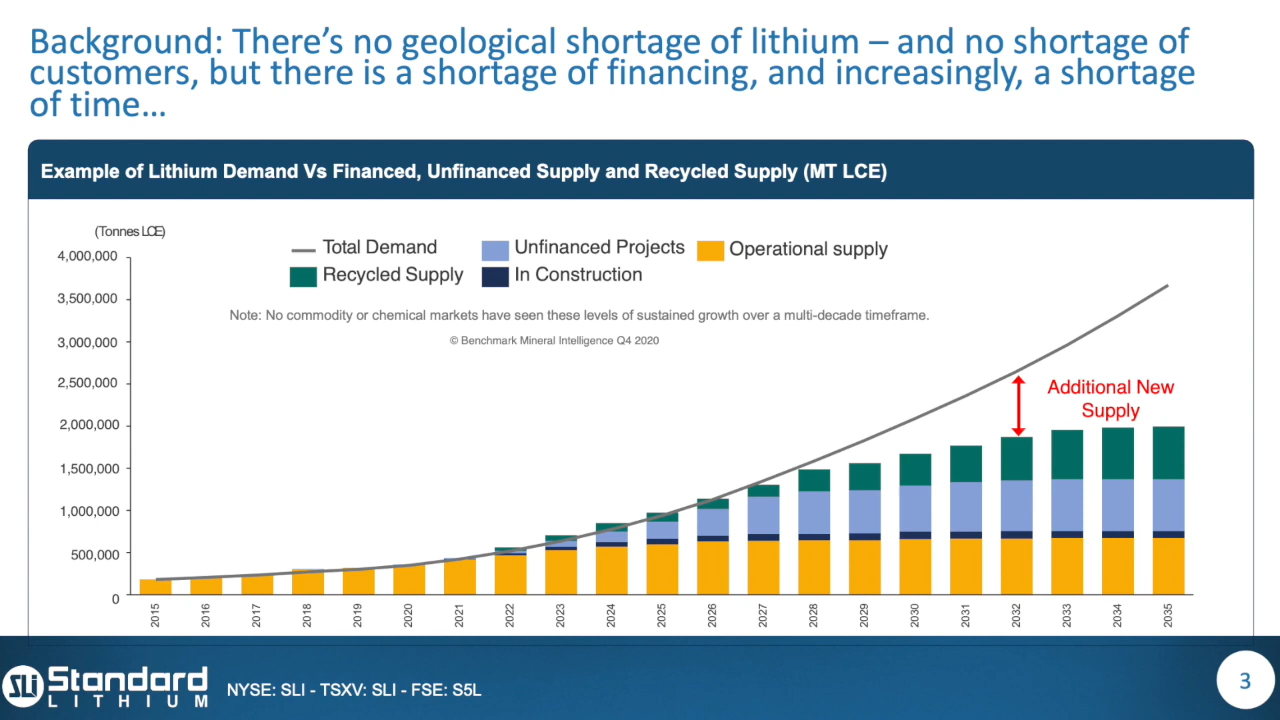 Background: There’s no geological shortage of lithium – and no shortage of
customers, but there is a shortage of financing, and increasingly, a shortage
of time…
Example of Lithium Demand Vs Financed, Unfinanced Supply and Recycled Supply (MT LCE)
(Tonnes LCE)
Total Demand
Unfinanced Projects
Operational supply
Recycled Supply
In Construction
Note: No commodity or chemical markets have seen these levels of sustained growth over a multi-decade timeframe.
© Benchmark Mineral Intelligence Q4 2020
4,000,000
3,500,000
3,000,000
2,500,000
2,000,000
1,500,000
1,000,000
500,000
0
Additional New
Supply
2015
2016
2017
2018
2019
2020
2021
2022
2023
2024
2025
2026
2027
2028
2029
2030
2031
2032
2033
2034
2035
SLi
Standard
LITHIUM
NYSE: SLI - TSXV: SLI - FSE: S5L
3